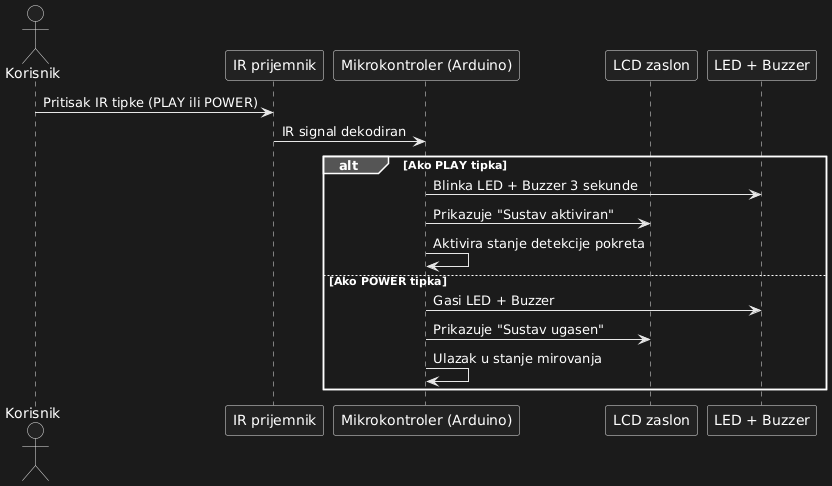 Korisnik
IR prijemnik
Mikrokontroler (Arduino)
LCD zaslon
LED + Buzzer
Pritisak IR tipke (PLAY ili POWER)
IR signal dekodiran
alt
[Ako PLAY tipka]
Blinka LED + Buzzer 3 sekunde
Prikazuje "Sustav aktiviran"
Aktivira stanje detekcije pokreta
[Ako POWER tipka]
Gasi LED + Buzzer
Prikazuje "Sustav ugasen"
Ulazak u stanje mirovanja
Korisnik
IR prijemnik
Mikrokontroler (Arduino)
LCD zaslon
LED + Buzzer